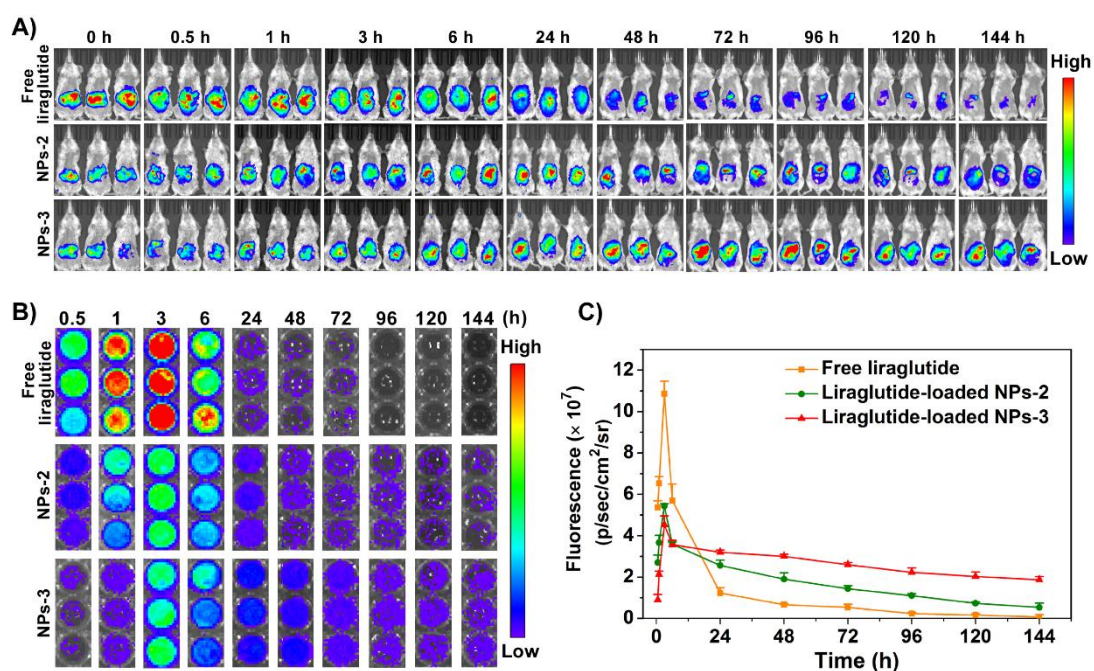 A)
0 h 0.5 h 1 h 3 h 6 h 24 h 48 h 72 h 96 h 120 h 144 h
Free
liraglutide
NPs-2
NPs-3
High
Low
B)
0.5 1 3 6 24 48 72 96 120 144 (h)
Free
liraglutide
NPs-2
NPs-3
High
Low
C)
Free liraglutide
Liraglutide-loaded NPs-2
Liraglutide-loaded NPs-3
Fluorescence (× 10⁷)
(p/sec/cm²/sr)
12
10
8
6
4
2
0
0 24 48 72 96 120 144
Time (h)